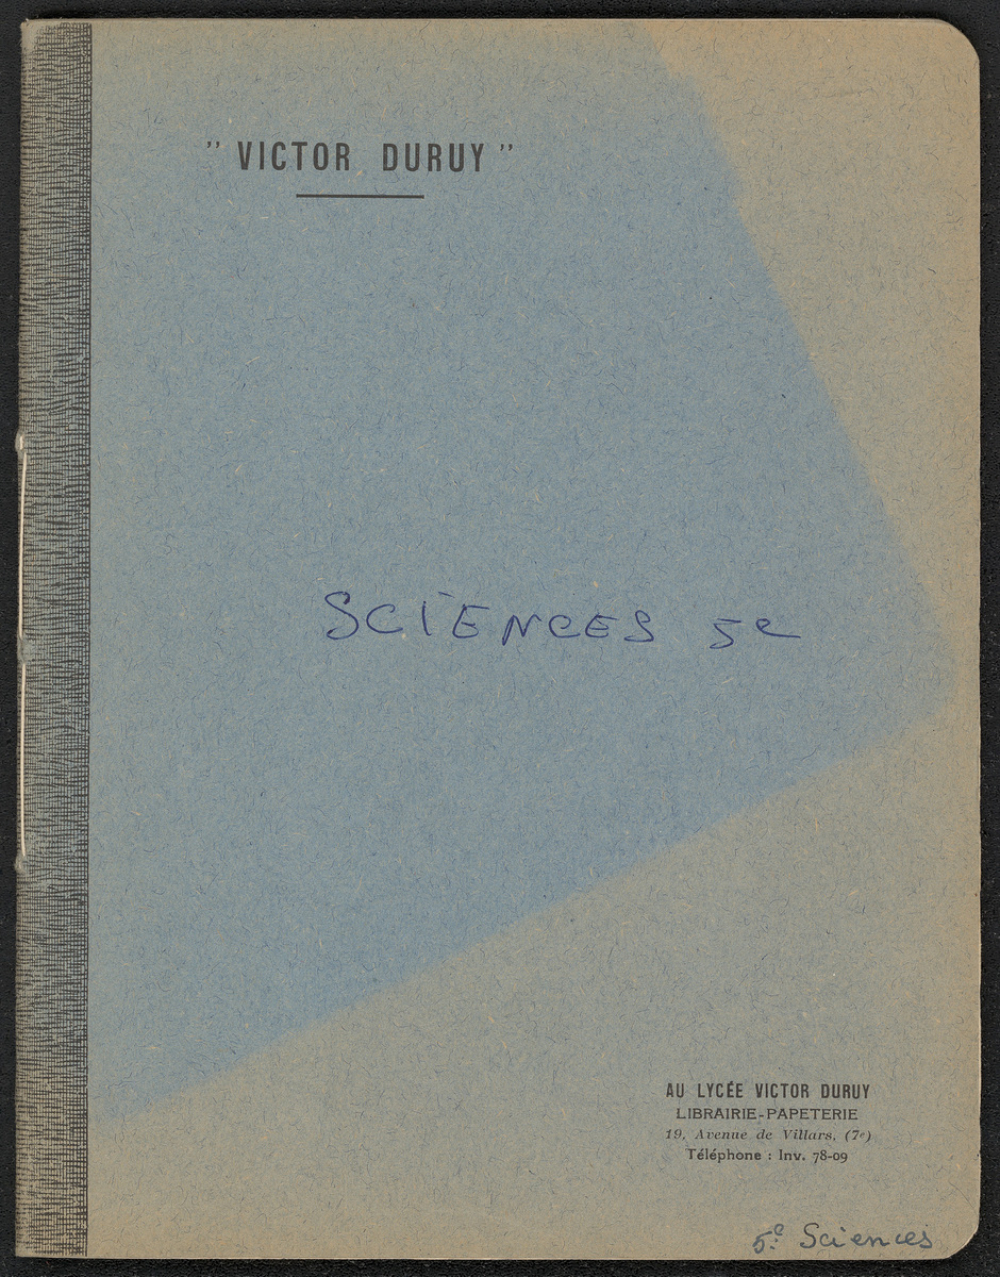 " VICTOR DURUY "
SCIENCES 5e
AU LYCÉE VICTOR DURUY
LIBRAIRIE-PAPETERIE
19, Avenue de Villars, (7e)
Téléphone : Inv. 78-09
5e Sciences